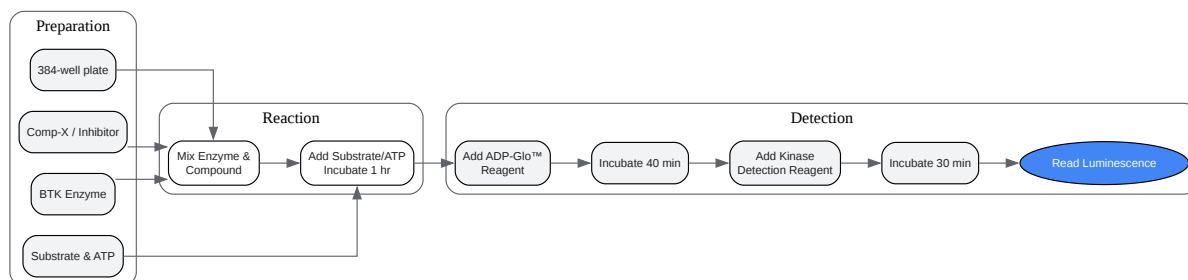 Preparation
384-well plate
Comp-X / Inhibitor
BTK Enzyme
Substrate & ATP
Reaction
Mix Enzyme &
Compound
Add Substrate/ATP
Incubate 1 hr
Detection
Add ADP-Glo™
Reagent
Incubate 40 min
Add Kinase
Detection Reagent
Incubate 30 min
Read Luminescence